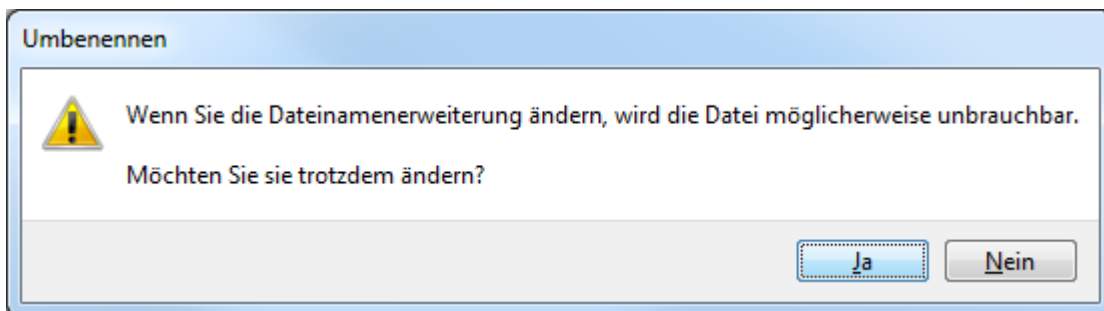 Umbenennen
Wenn Sie die Dateinamenerweiterung ändern, wird die Datei möglicherweise unbrauchbar.
Möchten Sie sie trotzdem ändern?
Ja
Nein